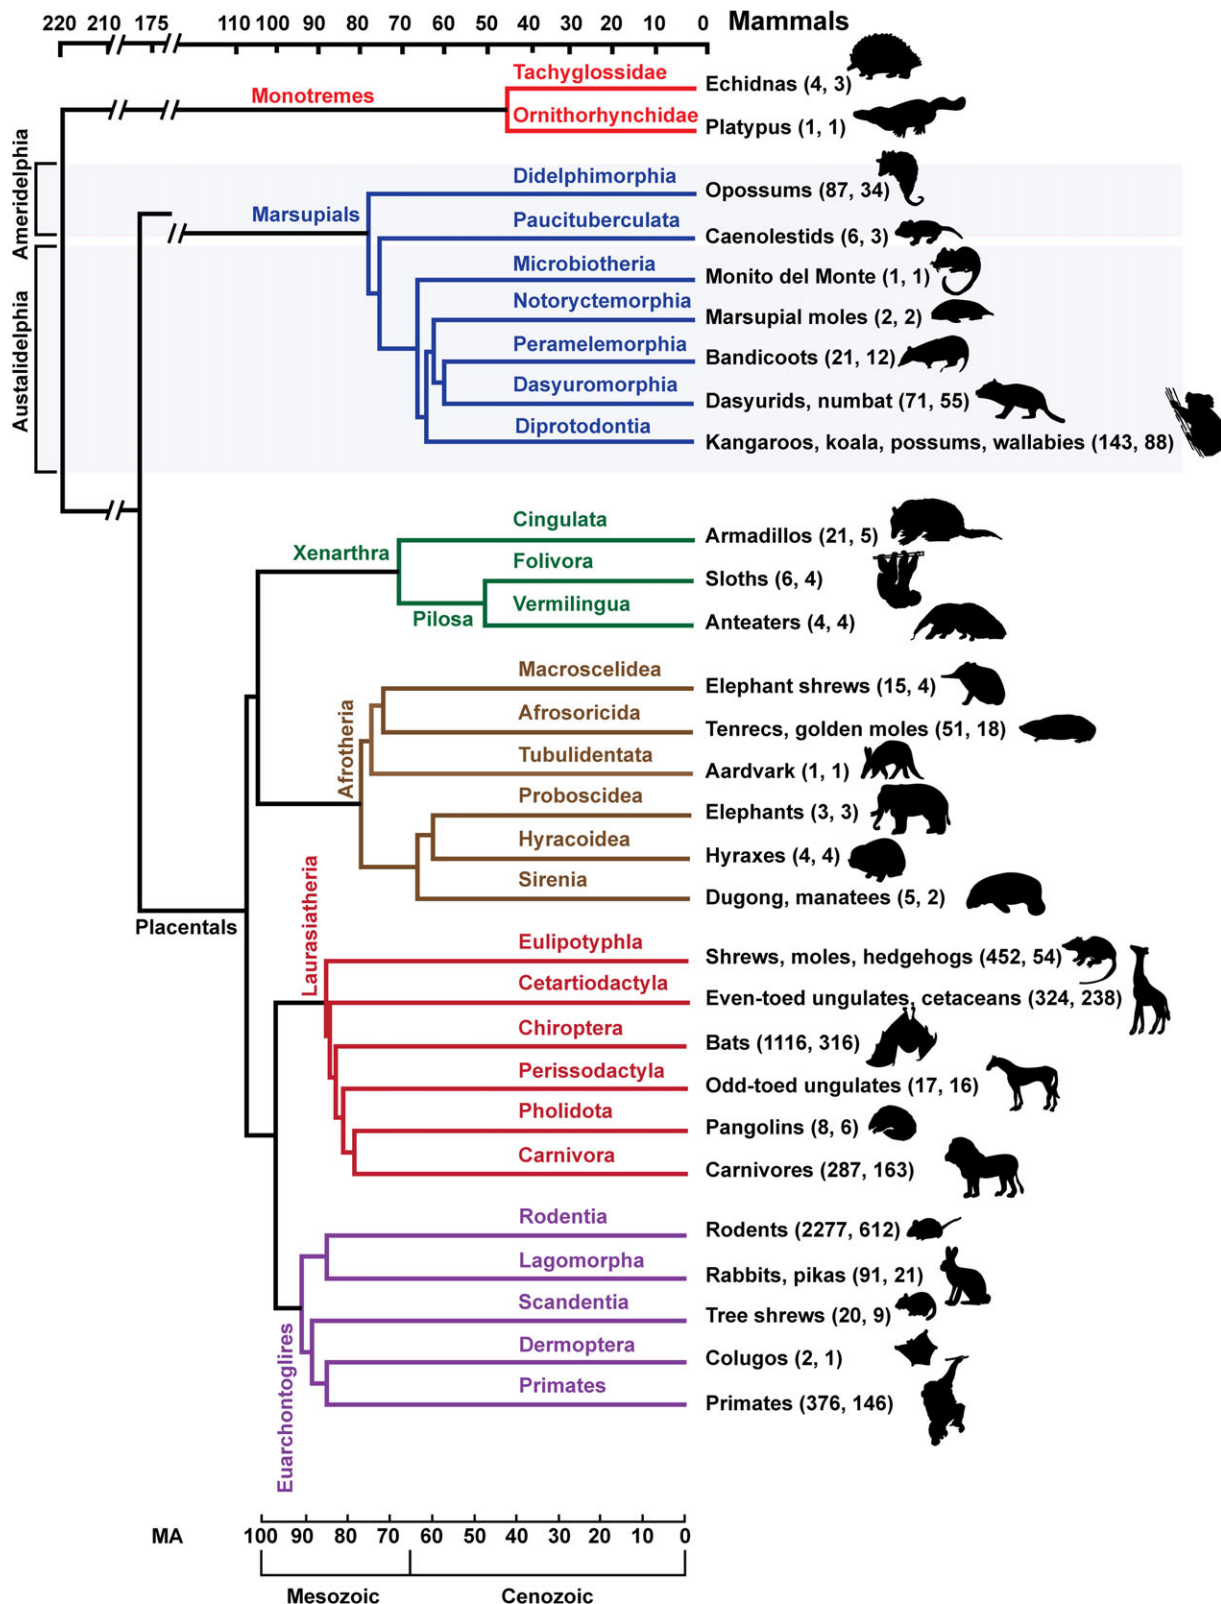 220 210 175 110 100 90 80 70 60 50 40 30 20 10 0 Mammals
Tachyglossidae
Echidnas (4, 3)
Monotremes
Ornithorhynchidae
Platypus (1, 1)
Ameridelphia
Didelphimorphia
Opossums (87, 34)
Marsupials
Paucituberculata
Caenolestids (6, 3)
Austalidelphia
Microbiotheria
Monito del Monte (1, 1)
Notoryctemorphia
Marsupial moles (2, 2)
Peramelemorphia
Bandicoots (21, 12)
Dasyuromorphia
Dasyurids, numbat (71, 55)
Diprotodontia
Kangaroos, koala, possums, wallabies (143, 88)
Cingulata
Armadillos (21, 5)
Xenarthra
Folivora
Sloths (6, 4)
Pilosa
Vermilingua
Anteaters (4, 4)
Macroscelidea
Elephant shrews (15, 4)
Afrotheria
Afrosoricida
Tenrecs, golden moles (51, 18)
Tubulidentata
Aardvark (1, 1)
Proboscidea
Elephants (3, 3)
Hyracoidea
Hyraxes (4, 4)
Sirenia
Dugong, manatees (5, 2)
Placentals
Laurasiatheria
Eulipotyphla
Shrews, moles, hedgehogs (452, 54)
Cetartiodactyla
Even-toed ungulates, cetaceans (324, 238)
Chiroptera
Bats (1116, 316)
Perissodactyla
Odd-toed ungulates (17, 16)
Pholidota
Pangolins (8, 6)
Carnivora
Carnivores (287, 163)
Rodentia
Rodents (2277, 612)
Lagomorpha
Rabbits, pikas (91, 21)
Scandentia
Tree shrews (20, 9)
Euarchontoglires
Dermoptera
Colugos (2, 1)
Primates
Primates (376, 146)
MA 100 90 80 70 60 50 40 30 20 10 0
Mesozoic Cenozoic